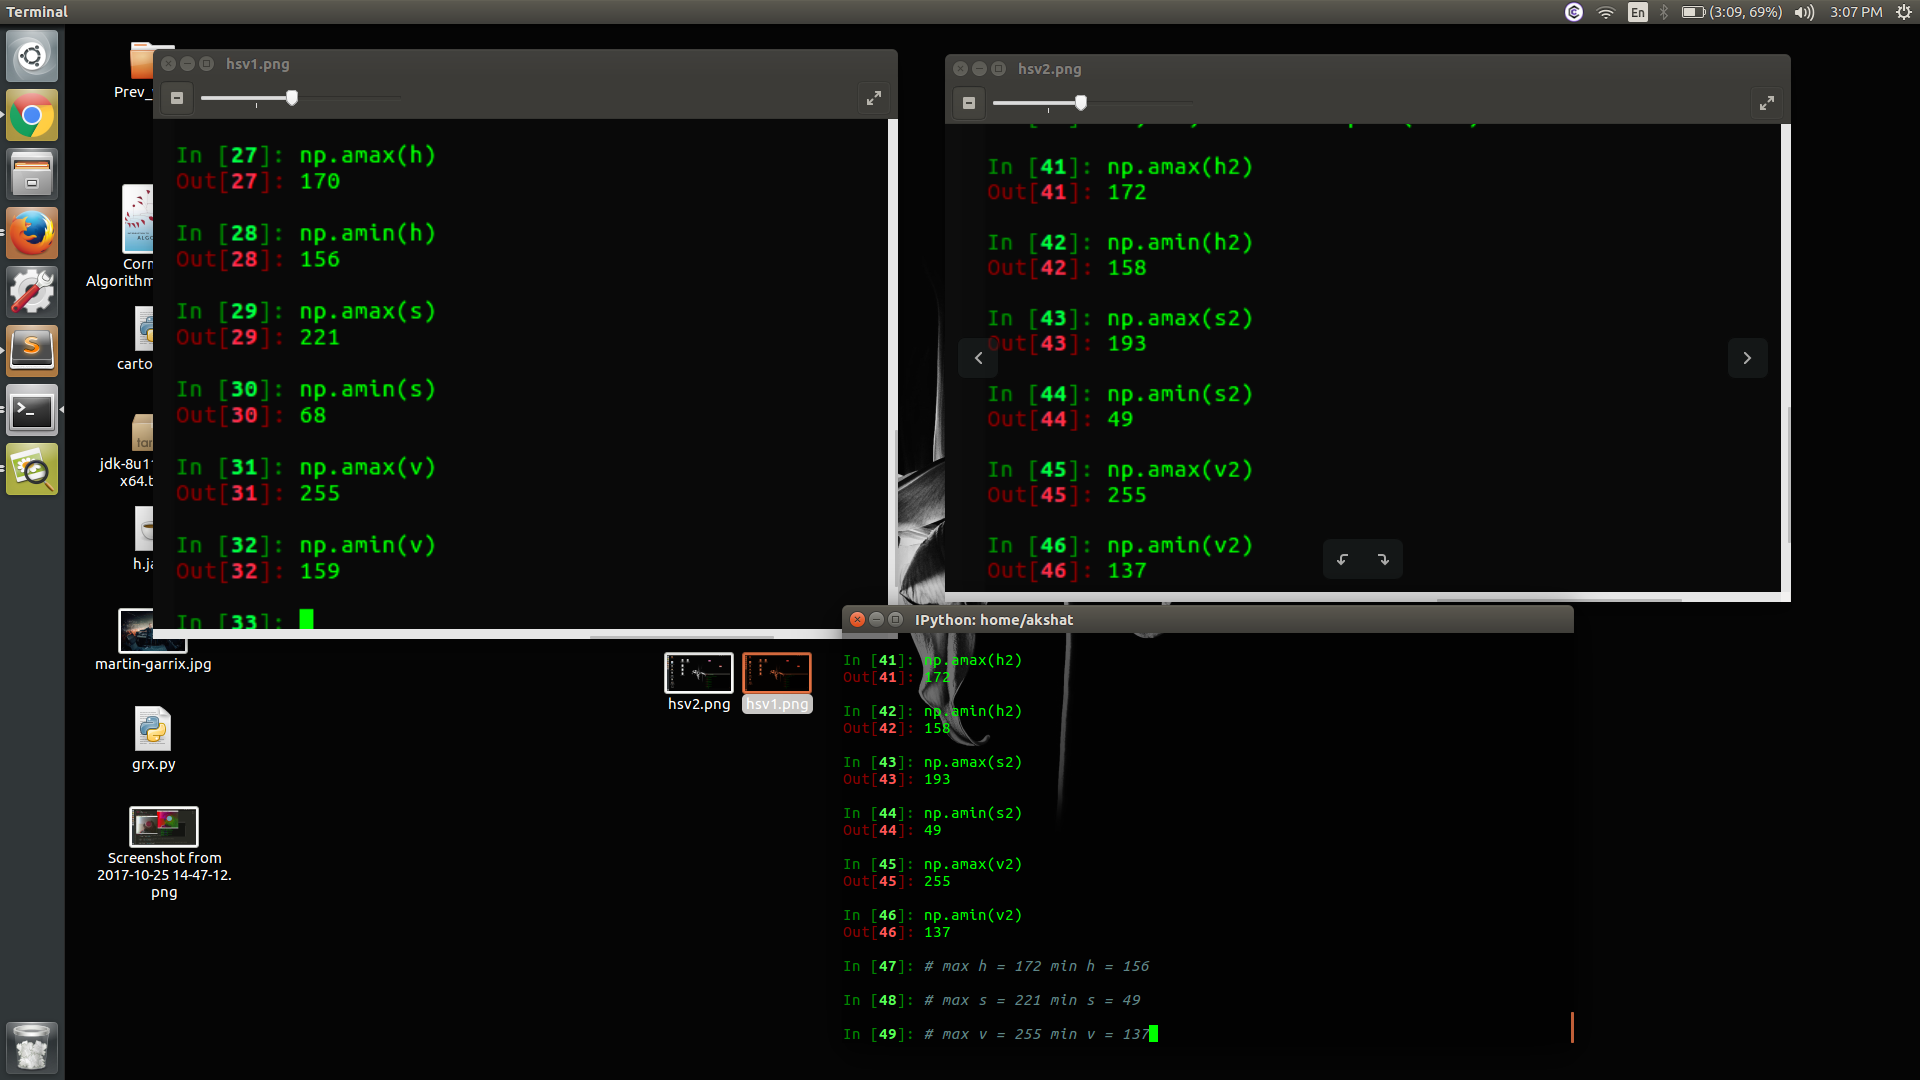 Terminal
En
(3:09, 69%)
3:07 PM
Prev_
hsv1.png
In [27]: np.amax(h)
Out[27]: 170
In [28]: np.amin(h)
Out[28]: 156
In [29]: np.amax(s)
Out[29]: 221
In [30]: np.amin(s)
Out[30]: 68
In [31]: np.amax(v)
Out[31]: 255
In [32]: np.amin(v)
Out[32]: 159
In [33]:
hsv2.png
In [41]: np.amax(h2)
Out[41]: 172
In [42]: np.amin(h2)
Out[42]: 158
In [43]: np.amax(s2)
Out[43]: 193
In [44]: np.amin(s2)
Out[44]: 49
In [45]: np.amax(v2)
Out[45]: 255
In [46]: np.amin(v2)
Out[46]: 137
Corn
Algorithm
carto
tar
jdk-8u1
x64.t
h.ja
martin-garrix.jpg
grx.py
Screenshot from
2017-10-25 14-47-12.
png
hsv2.png
hsv1.png
IPython: home/akshat
In [41]: np.amax(h2)
Out[41]: 172
In [42]: np.amin(h2)
Out[42]: 158
In [43]: np.amax(s2)
Out[43]: 193
In [44]: np.amin(s2)
Out[44]: 49
In [45]: np.amax(v2)
Out[45]: 255
In [46]: np.amin(v2)
Out[46]: 137
In [47]: # max h = 172 min h = 156
In [48]: # max s = 221 min s = 49
In [49]: # max v = 255 min v = 137